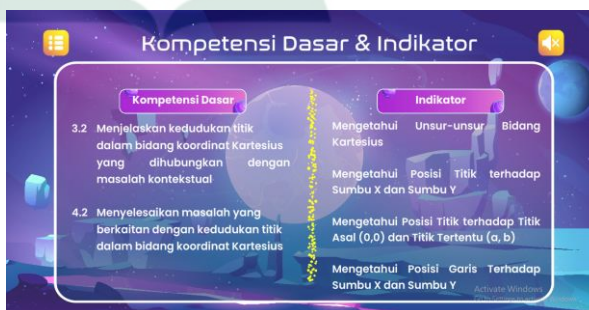 Kompetensi Dasar & Indikator
Kompetensi Dasar
3.2 Menjelaskan kedudukan titik
dalam bidang koordinat Kartesius
yang dihubungkan dengan
masalah kontekstual
4.2 Menyelesaikan masalah yang
berkaitan dengan kedudukan titik
dalam bidang koordinat Kartesius
Indikator
Mengetahui Unsur-unsur Bidang
Kartesius
Mengetahui Posisi Titik terhadap
Sumbu X dan Sumbu Y
Mengetahui Posisi Titik terhadap Titik
Asal (0,0) dan Titik Tertentu (a, b)
Mengetahui Posisi Garis Terhadap
Sumbu X dan Sumbu Y
Activate Windows